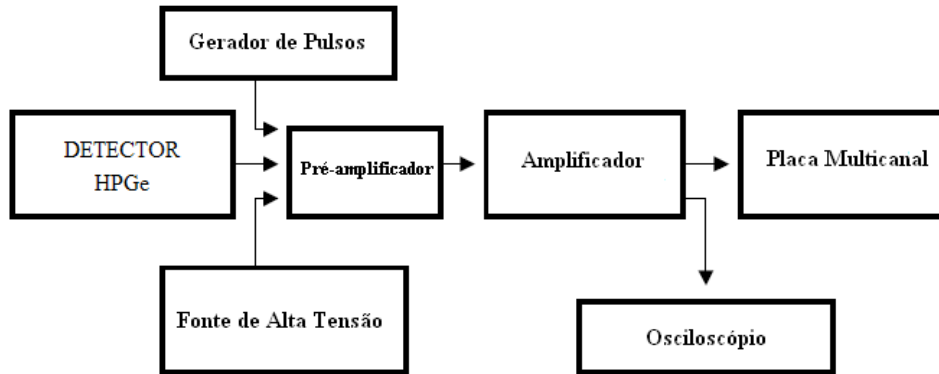 Gerador de Pulsos
DETECTOR
HPGe
Pré-amplificador
Amplificador
Placa Multicanal
Fonte de Alta Tensão
Osciloscópio